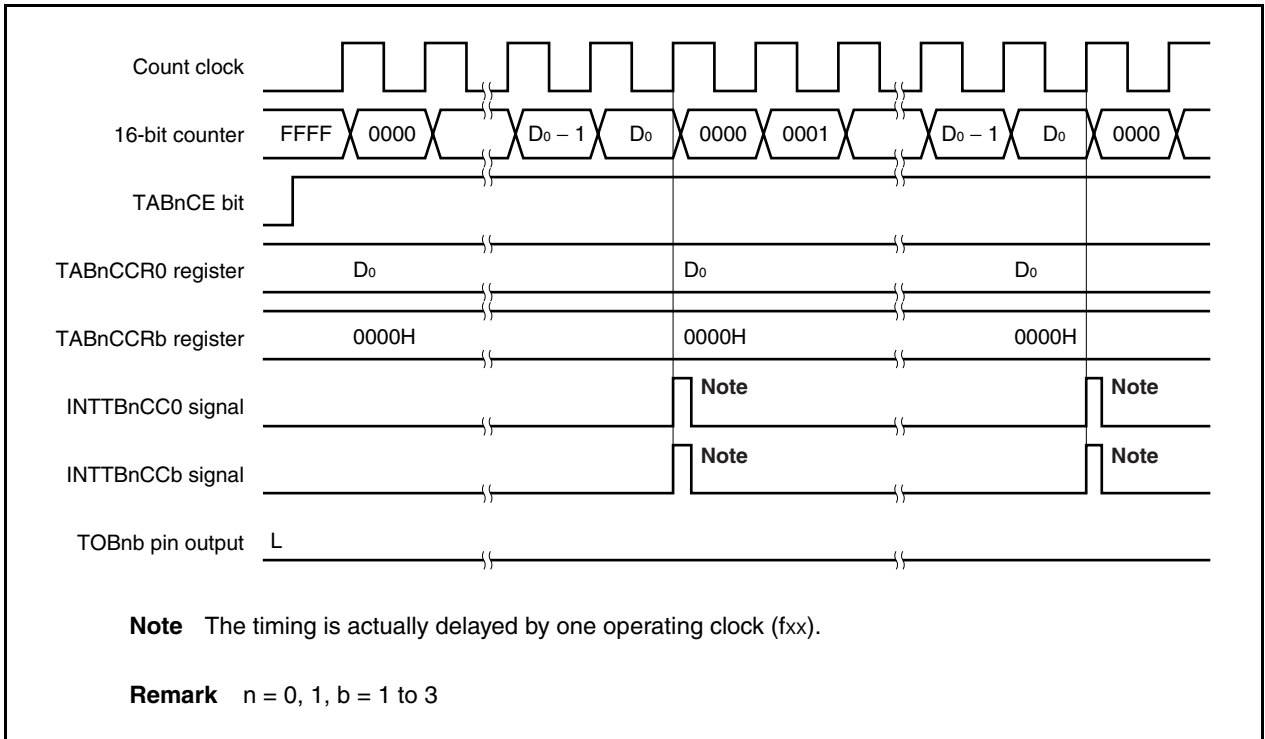 Count clock
16-bit counter FFFF 0000 D₀ − 1 D₀ 0000 0001 D₀ − 1 D₀ 0000
TABnCE bit
TABnCCR0 register D₀ D₀ D₀
TABnCCRb register 0000H 0000H 0000H
INTTBnCC0 signal Note Note
INTTBnCCb signal Note Note
TOBnb pin output L
Note The timing is actually delayed by one operating clock (fxx).
Remark n = 0, 1, b = 1 to 3